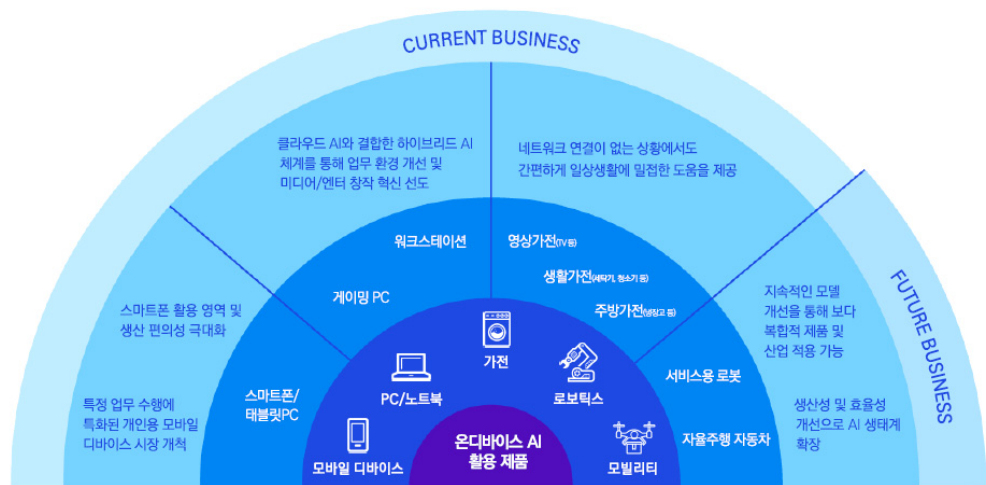 CURRENT BUSINESS
클라우드 AI와 결합한 하이브리드 AI
체계를 통해 업무 환경 개선 및
미디어/엔터 창작 혁신 선도
네트워크 연결이 없는 상황에서도
간편하게 일상생활에 밀접한 도움을 제공
워크스테이션
게이밍 PC
영상가전(TV 등)
생활가전(세탁기, 청소기 등)
주방가전(냉장고 등)
스마트폰 활용 영역 및
생산 편의성 극대화
특정 업무 수행에
특화된 개인용 모바일
디바이스 시장 개척
스마트폰/
태블릿PC
지속적인 모델
개선을 통해 보다
복합적 제품 및
산업 적용 가능
생산성 및 효율성
개선으로 AI 생태계
확장
FUTURE BUSINESS
서비스용 로봇
자율주행 자동차
가전
PC/노트북
로보틱스
모바일 디바이스
모빌리티
온디바이스 AI
활용 제품